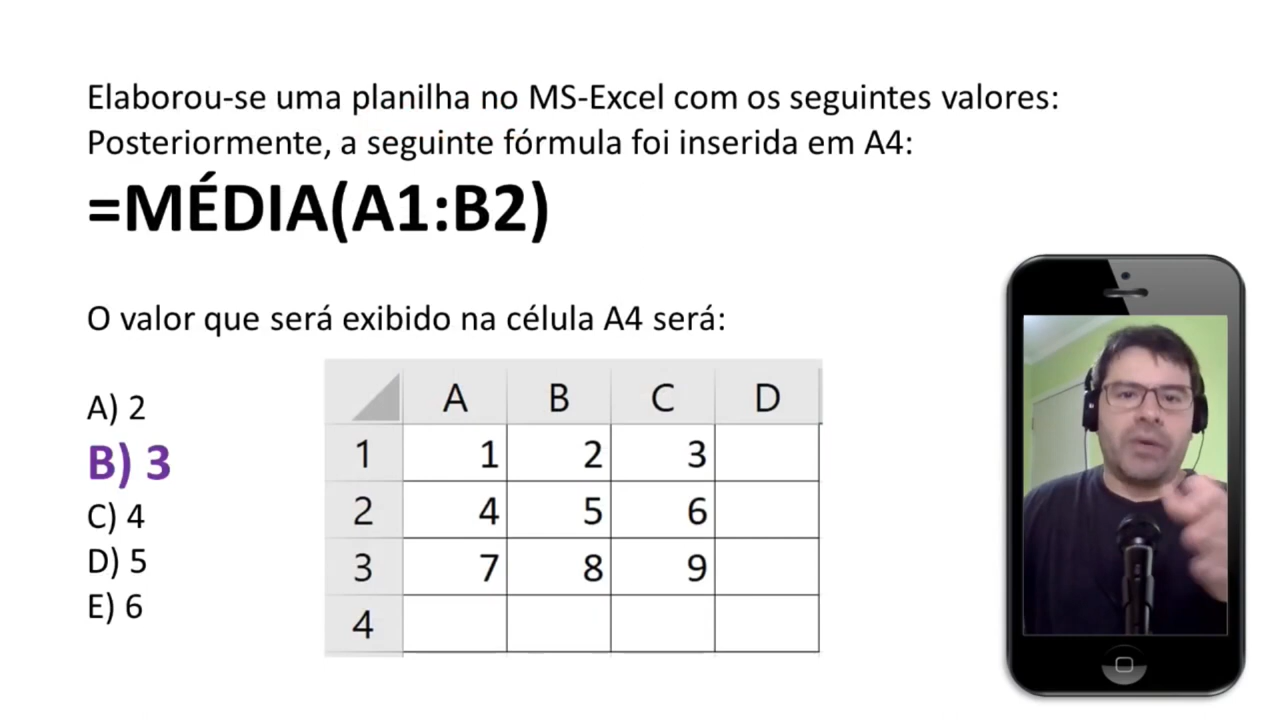 Elaborou-se uma planilha no MS-Excel com os seguintes valores:
Posteriormente, a seguinte fórmula foi inserida em A4:
=MÉDIA(A1:B2)
O valor que será exibido na célula A4 será:
A) 2
B) 3
C) 4
D) 5
E) 6
A B C D
1 1 2 3
2 4 5 6
3 7 8 9
4